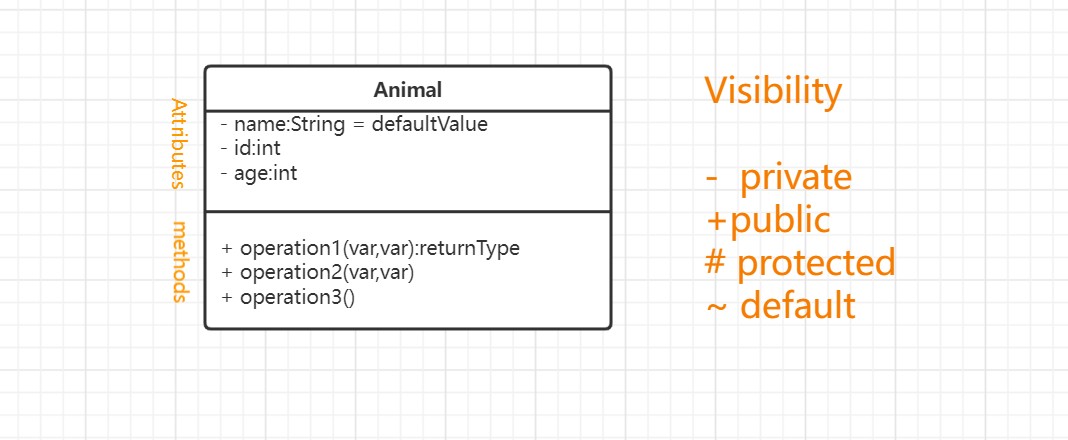 Animal
Attributes
- name:String = defaultValue
- id:int
- age:int
methods
+ operation1(var,var):returnType
+ operation2(var,var)
+ operation3()
Visibility
- private
+public
# protected
~ default